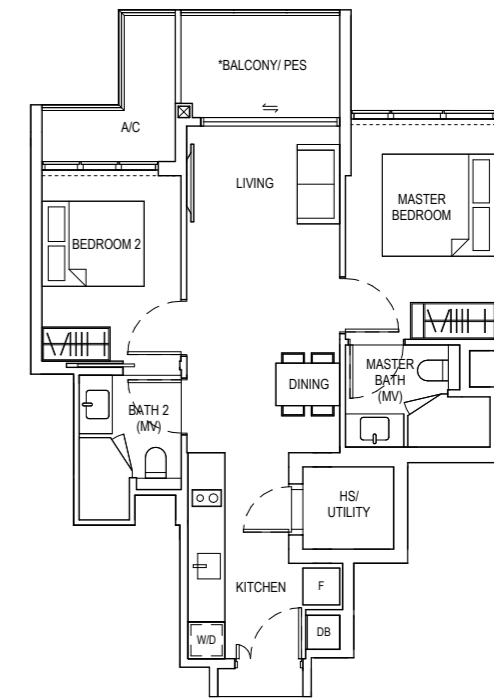 *BALCONY/ PES
A/C
LIVING
MASTER
BEDROOM
BEDROOM 2
DINING
MASTER
BATH
(MV)
BATH 2
(MV)
HS/
UTILITY
KITCHEN
F
DB
W/D